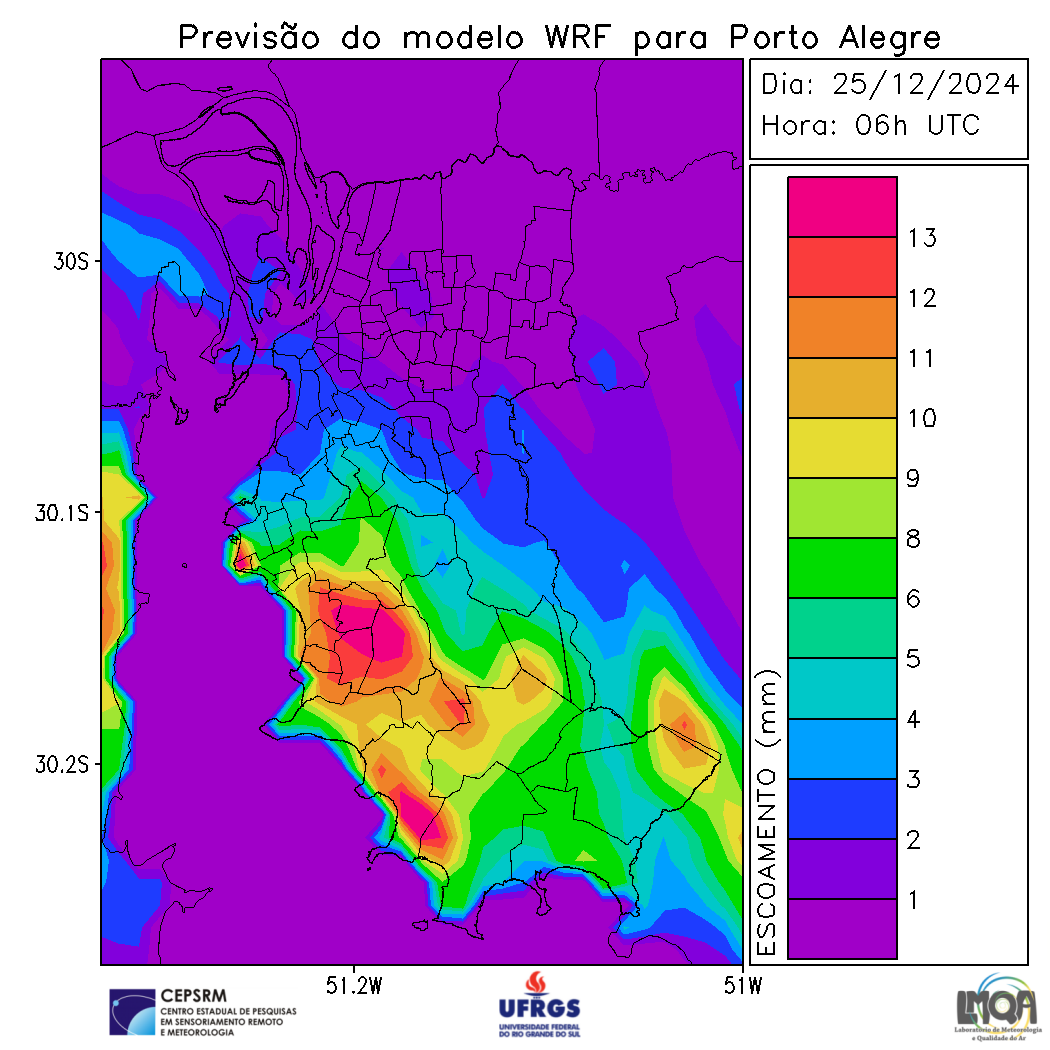 Previsão do modelo WRF para Porto Alegre
Dia: 25/12/2024
Hora: 06h UTC
30S
30.1S
30.2S
51.2W
51W
ESCOAMENTO (mm)
13
12
11
10
9
8
6
5
4
3
2
1
CEPSRM
CENTRO ESTADUAL DE PESQUISAS
EM SENSORIAMENTO REMOTO
E METEOROLOGIA
UFRGS
UNIVERSIDADE FEDERAL
DO RIO GRANDE DO SUL
LMQA
Laboratório de Meteorologia
e Qualidade do Ar